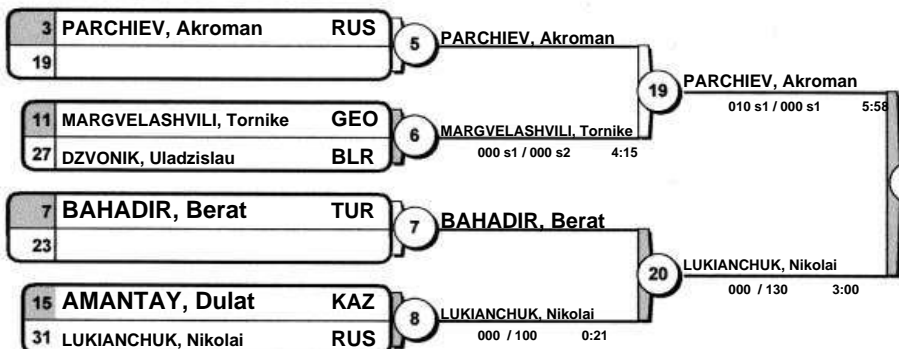 3 PARCHIEV, Akroman RUS
19
5
PARCHIEV, Akroman
11 MARGVELASHVILI, Tornike GEO
27 DZVONIK, Uladzislau BLR
6
MARGVELASHVILI, Tornike
000 s1 / 000 s2 4:15
19
PARCHIEV, Akroman
010 s1 / 000 s1 5:58
7 BAHADIR, Berat TUR
23
7
BAHADIR, Berat
15 AMANTAY, Dulat KAZ
31 LUKIANCHUK, Nikolai RUS
8
LUKIANCHUK, Nikolai
000 / 100 0:21
20
LUKIANCHUK, Nikolai
000 / 130 3:00